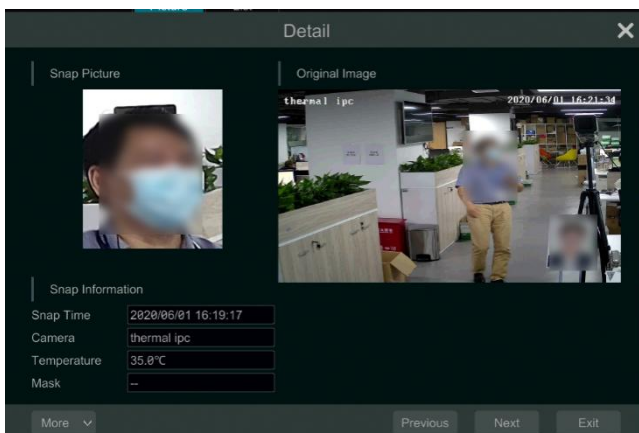 Detail
Snap Picture
Original Image
thermal ipc
2020/06/01 16:21:34
Snap Information
Snap Time 2020/06/01 16:19:17
Camera thermal ipc
Temperature 35.0℃
Mask --
More
Previous
Next
Exit